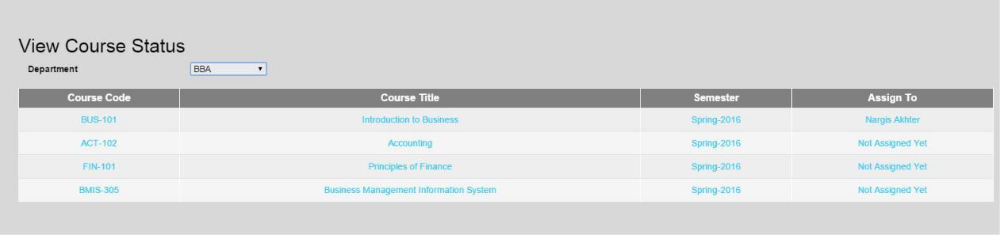 View Course Status
Department BBA
Course Code Course Title Semester Assign To
BUS-101 Introduction to Business Spring-2016 Nargis Akhter
ACT-102 Accounting Spring-2016 Not Assigned Yet
FIN-101 Principles of Finance Spring-2016 Not Assigned Yet
BMIS-305 Business Management Information System Spring-2016 Not Assigned Yet